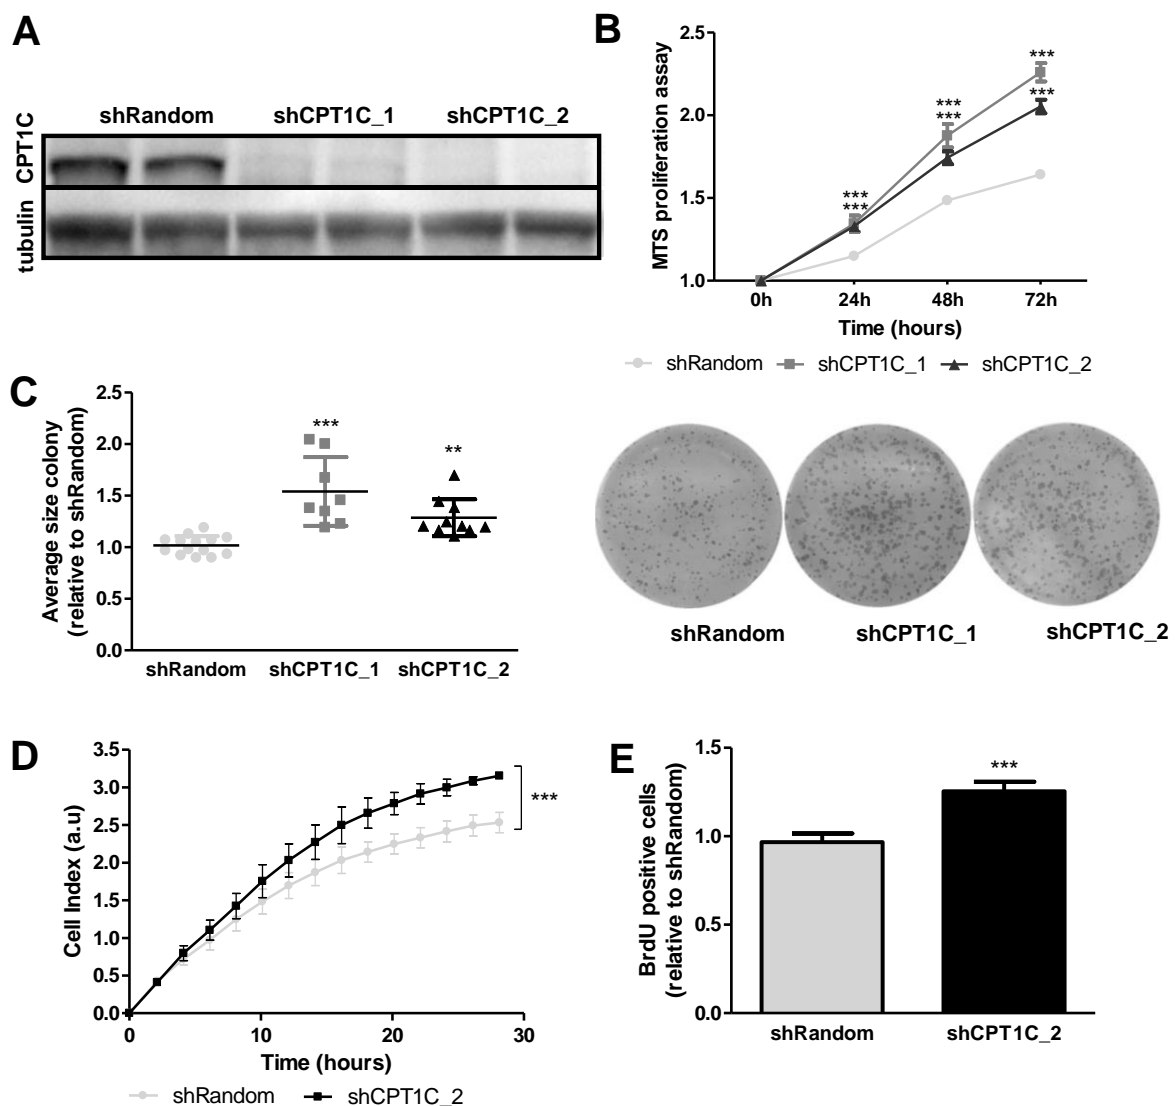 A
shRandom shCPT1C_1 shCPT1C_2
CPT1C
tubulin
B
MTS proliferation assay
2.5
2.0
1.5
1.0
***
***
***
***
***
***
0h 24h 48h 72h
Time (hours)
shRandom shCPT1C_1 shCPT1C_2
C
Average size colony
(relative to shRandom)
2.5
2.0
1.5
1.0
0.5
0.0
***
**
shRandom shCPT1C_1 shCPT1C_2
shRandom shCPT1C_1 shCPT1C_2
D
Cell Index (a.u)
3.5
3.0
2.5
2.0
1.5
1.0
0.5
0.0
***
0 10 20 30
Time (hours)
shRandom shCPT1C_2
E
BrdU positive cells
(relative to shRandom)
1.5
1.0
0.5
0.0
***
shRandom shCPT1C_2